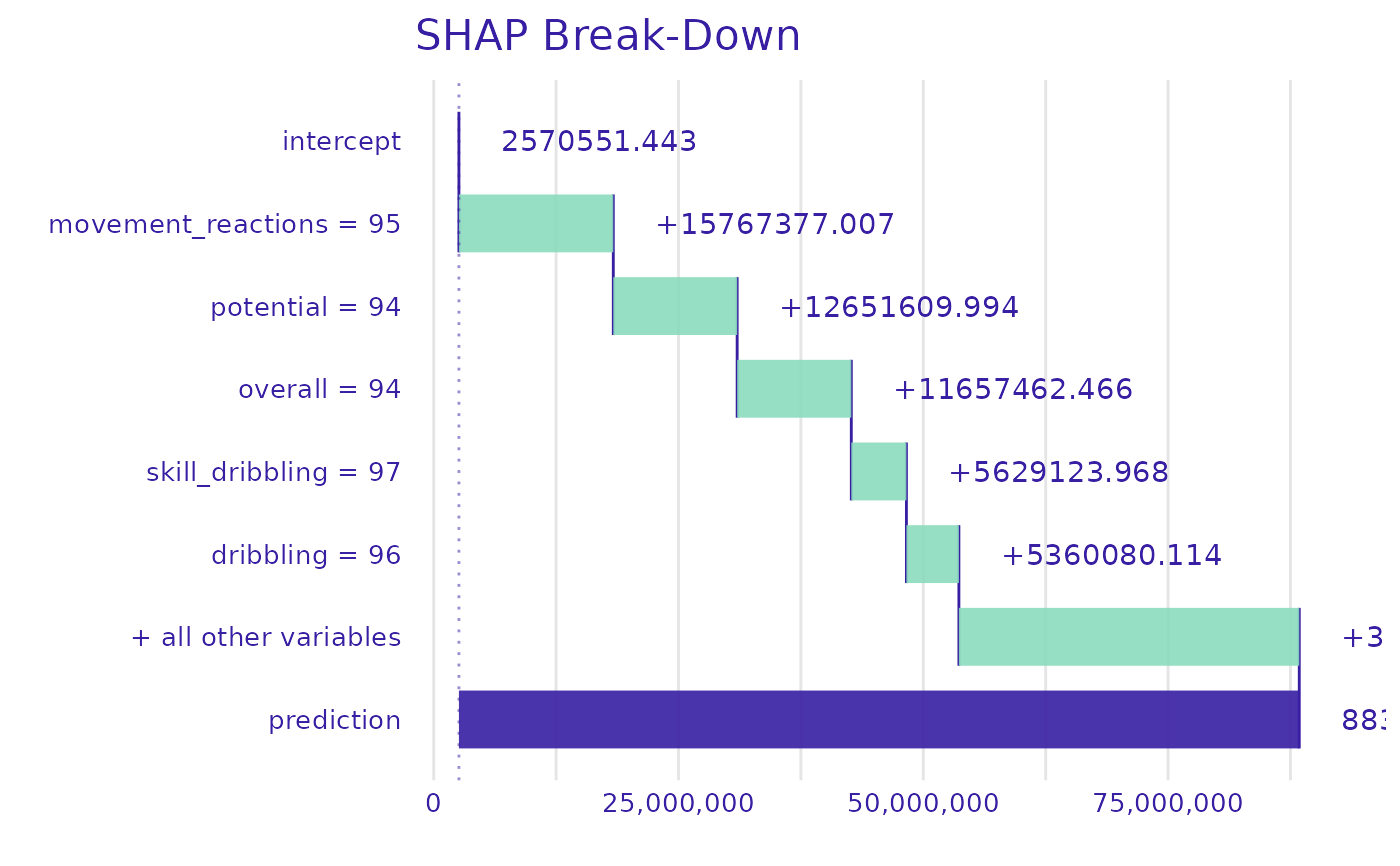 SHAP Break-Down
intercept 2570551.443
movement_reactions = 95 +15767377.007
potential = 94 +12651609.994
overall = 94 +11657462.466
skill_dribbling = 97 +5629123.968
dribbling = 96 +5360080.114
+ all other variables +3
prediction 883
0 25,000,000 50,000,000 75,000,000